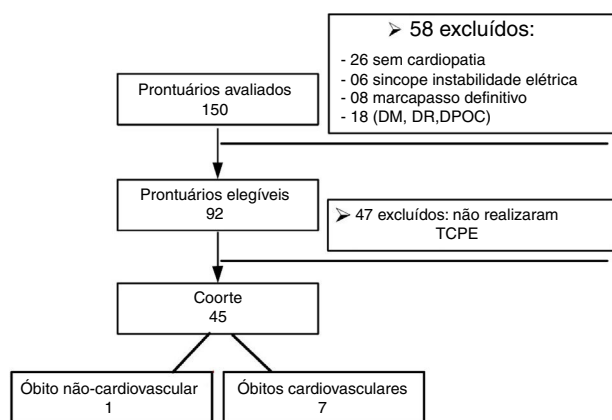 ➢ 58 excluídos:
- 26 sem cardiopatia
- 06 sincope instabilidade elétrica
- 08 marcapasso definitivo
- 18 (DM, DR,DPOC)
Prontuários avaliados
150
Prontuários elegíveis
92
➢ 47 excluídos: não realizaram
TCPE
Coorte
45
Óbito não-cardiovascular
1
Óbitos cardiovasculares
7